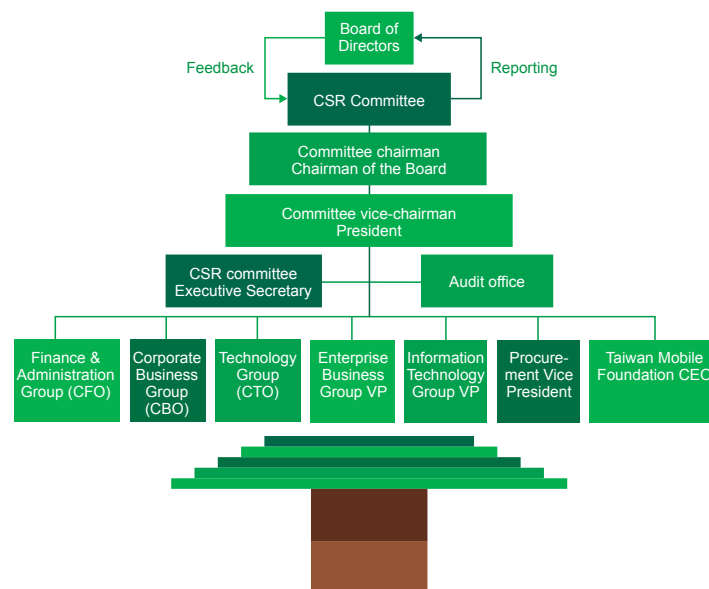 Board of
Directors
Feedback
Reporting
CSR Committee
Committee chairman
Chairman of the Board
Committee vice-chairman
President
CSR committee
Executive Secretary
Audit office
Finance &
Administration
Group (CFO)
Corporate
Business
Group
(CBO)
Technology
Group
(CTO)
Enterprise
Business
Group VP
Information
Technology
Group VP
Procure-
ment Vice
President
Taiwan Mobile
Foundation CEO